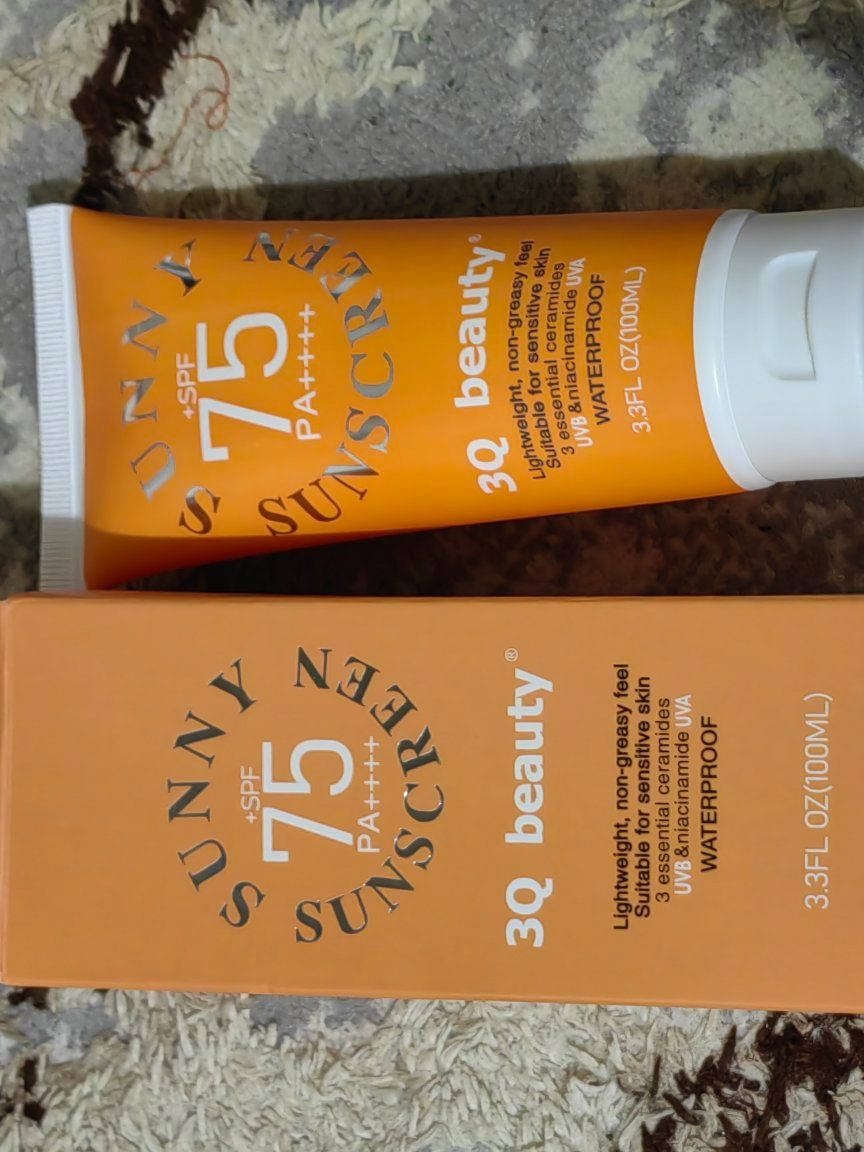 SUNNY
+SPF
75
PA++++
SUNSCREEN
3Q beauty®
Lightweight, non-greasy feel
Suitable for sensitive skin
3 essential ceramides
UVB &niacinamide UVA
WATERPROOF
3.3FL OZ(100ML)
SUNNY
+SPF
75
PA++++
SUNSCREEN
3Q beauty®
Lightweight, non-greasy feel
Suitable for sensitive skin
3 essential ceramides
UVB &niacinamide UVA
WATERPROOF
3.3FL OZ(100ML)